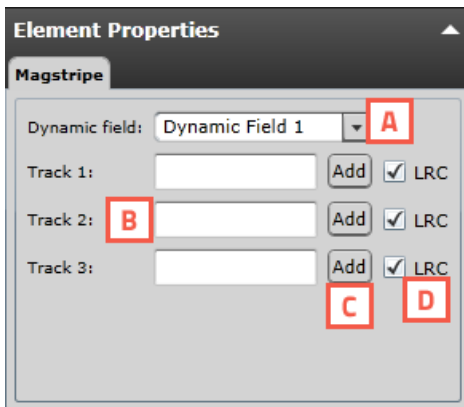 Element Properties
Magstripe
Dynamic field: Dynamic Field 1 A
Track 1: Add LRC
Track 2: B Add LRC
Track 3: Add LRC
C D